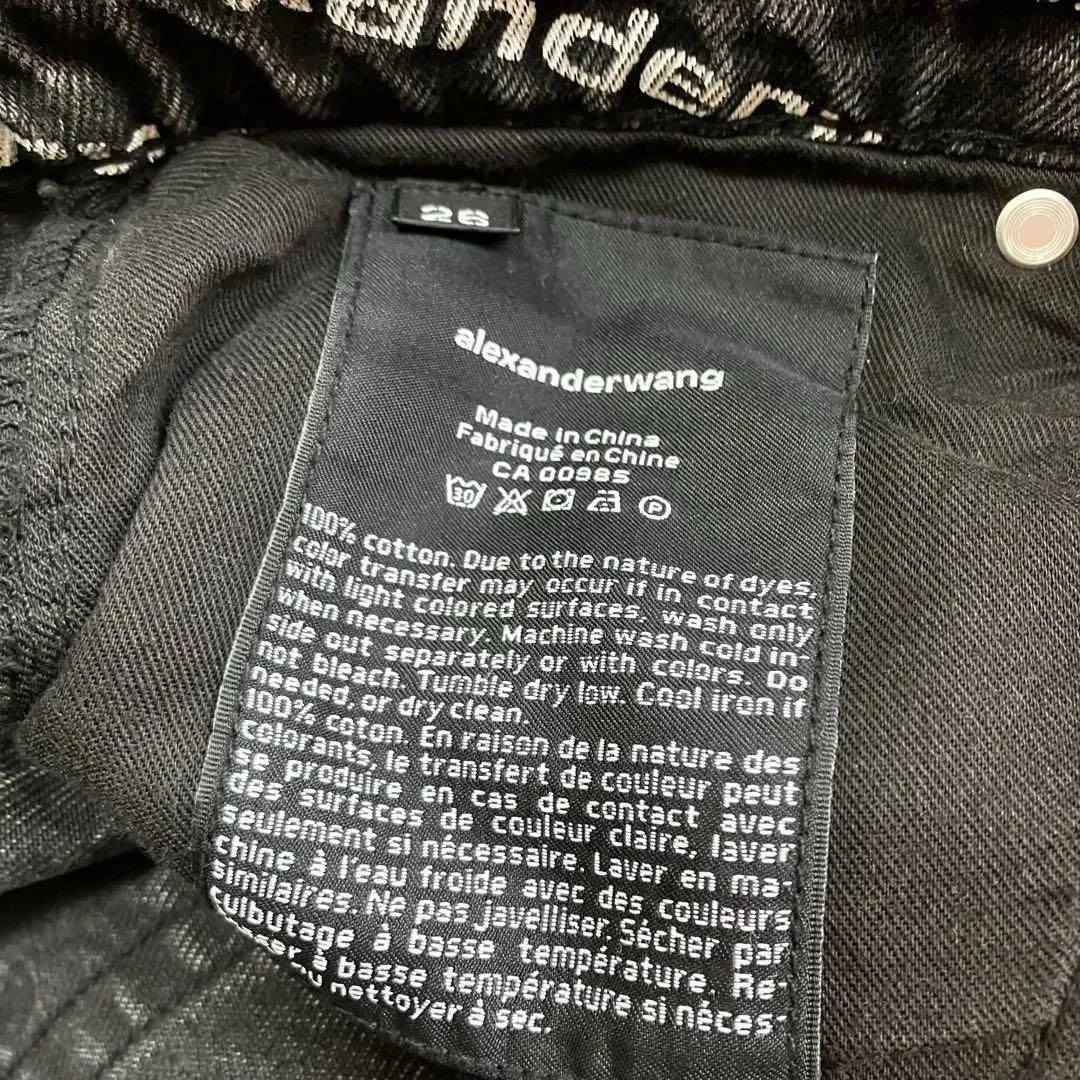 ander
26
alexanderwang
Made in China
Fabriqué en Chine
CA 00985
30
P
100% cotton. Due to the nature of dyes,
color transfer may occur if in contact
with light colored surfaces, wash only
when necessary. Machine wash cold in-
side out separately or with colors. Do
not bleach. Tumble dry low. Cool iron if
needed, or dry clean.
100% coton. En raison de la nature des
colorants, le transfert de couleur peut
se produire en cas de contact avec
des surfaces de couleur claire, laver
seulement si nécessaire. Laver en ma-
chine à l'eau froide avec des, couleurs
similaires. Ne pas javelliser, Sécher par
culbutage à basse température. Re-
à basse température si néces-
nettoyer à sec.